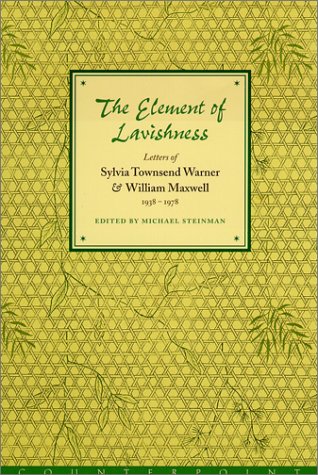 The Element of
Lavishness
Letters of
Sylvia Townsend Warner
& William Maxwell
1938 – 1978
EDITED BY MICHAEL STEINMAN
COUNTERPOINT